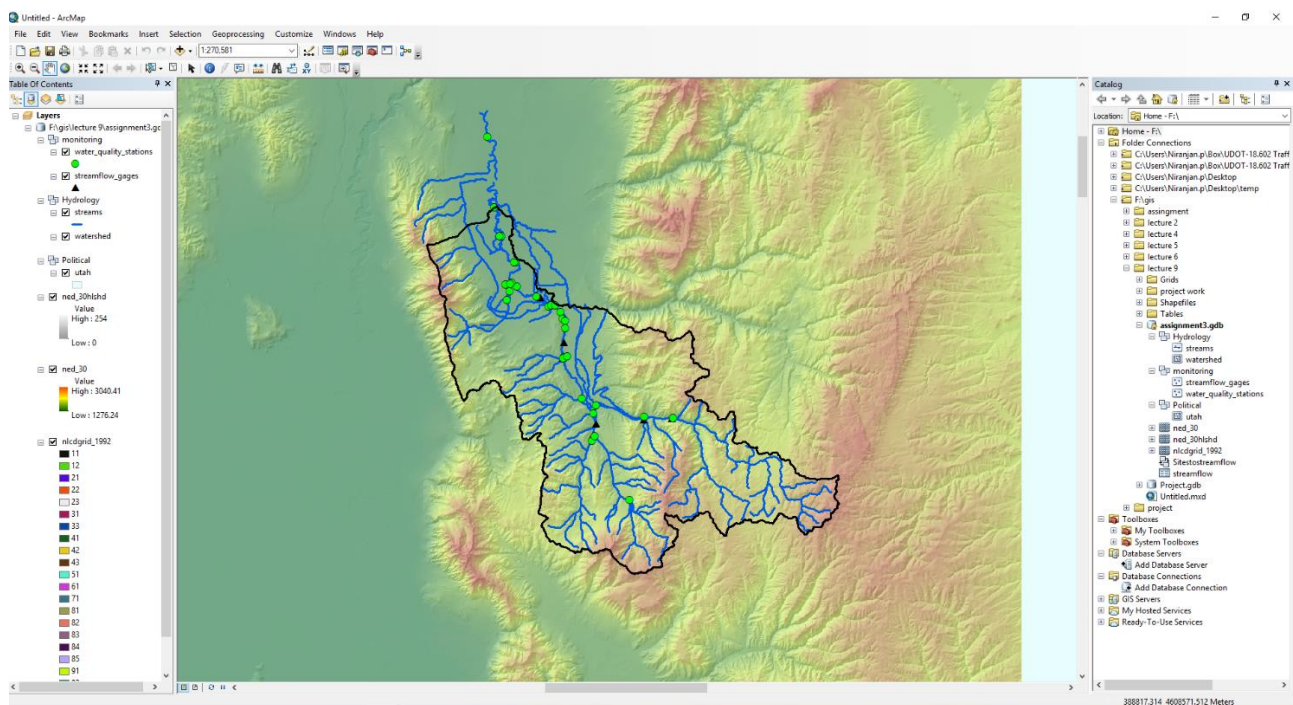 Untitled - ArcMap
File Edit View Bookmarks Insert Selection Geoprocessing Customize Windows Help
1:270,581
Table Of Contents
Layers
F:\gis\lecture 9\assignment3.gc
monitoring
water_quality_stations
streamflow_gages
Hydrology
streams
watershed
Political
utah
ned_30hlshd
Value
High : 254
Low : 0
ned_30
Value
High : 3040.41
Low : 1276.24
nlcdgrid_1992
11
12
21
22
23
31
33
41
42
43
51
61
71
81
82
83
84
85
91
Catalog
Location: Home - F:\
Home - F:\
Folder Connections
C:\Users\Niranjan.p\Box\UDOT-18.602 Traff
C:\Users\Niranjan.p\Box\UDOT-18.602 Traff
C:\Users\Niranjan.p\Desktop
C:\Users\Niranjan.p\Desktop\temp
F:\gis
assingment
lecture 2
lecture 4
lecture 5
lecture 6
lecture 9
Grids
project work
Shapefiles
Tables
assignment3.gdb
Hydrology
streams
watershed
monitoring
streamflow_gages
water_quality_stations
Political
utah
ned_30
ned_30hlshd
nlcdgrid_1992
Sitestostreamflow
streamflow
Project.gdb
Untitled.mxd
project
Toolboxes
My Toolboxes
System Toolboxes
Database Servers
Add Database Server
Database Connections
Add Database Connection
GIS Servers
My Hosted Services
Ready-To-Use Services
388817.314 4608571.512 Meters